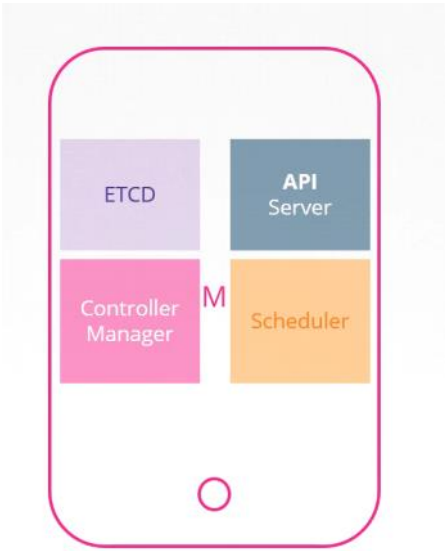 ETCD
API
Server
Controller
Manager
M
Scheduler